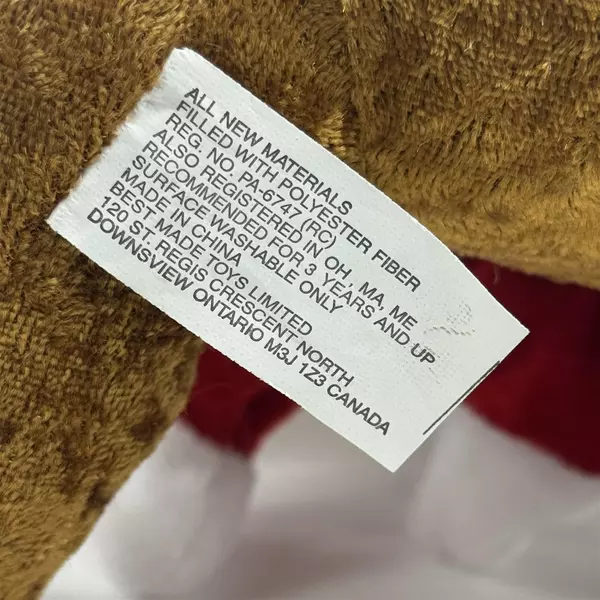 ALL NEW MATERIALS
FILLED WITH POLYESTER FIBER
REG. NO. PA-6747 (RC)
ALSO REGISTERED IN OH, MA, ME
RECOMMENDED FOR 3 YEARS AND UP
SURFACE WASHABLE ONLY
MADE IN CHINA
BEST MADE TOYS LIMITED
120 ST. REGIS CRESCENT NORTH
DOWNSVIEW ONTARIO M3J 1Z3 CANADA